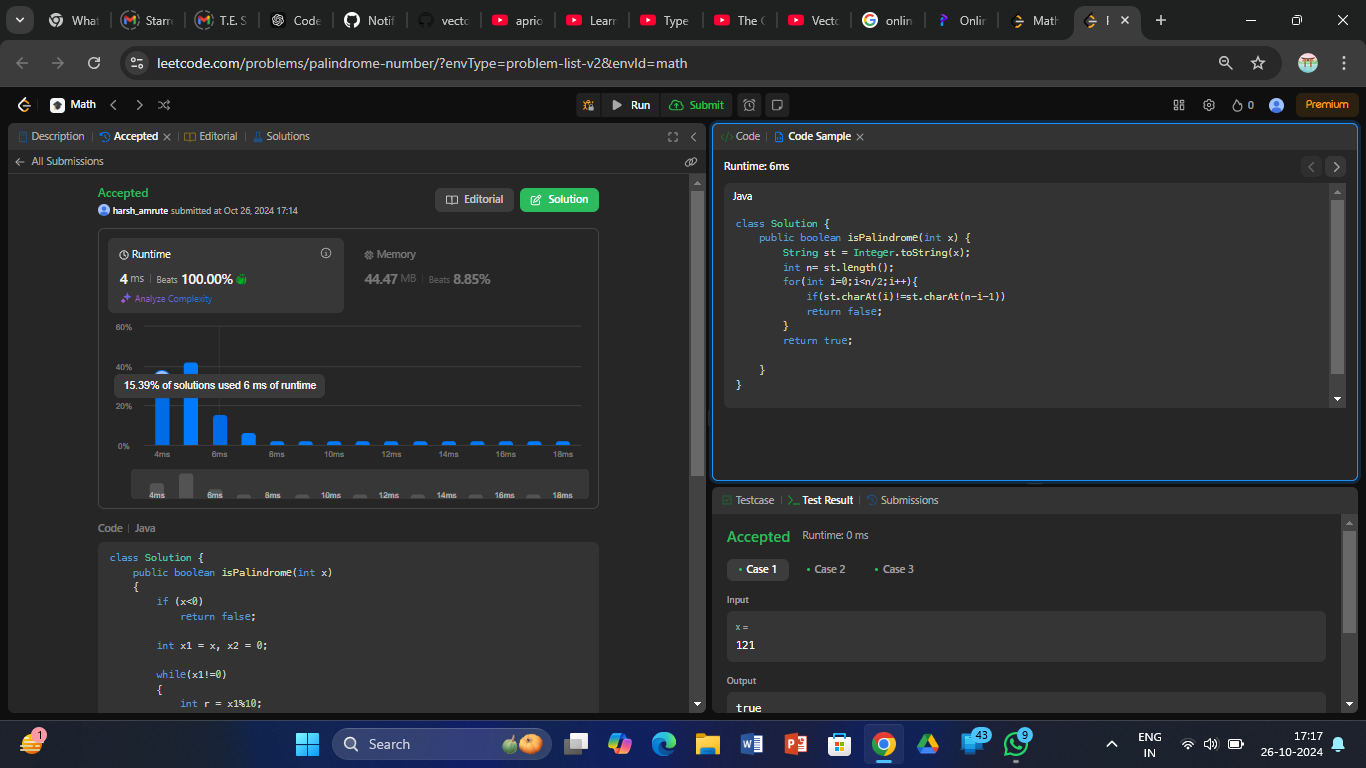 What
Starre
T.E. S
Code
Notif
vecto
aprio
Learn
Type
The C
Vecto
onlin
Onlin
Math
leetcode.com/problems/palindrome-number/?envType=problem-list-v2&envId=math
Math
Run
Submit
0
Premium
Description
Accepted
Editorial
Solutions
All Submissions
Accepted
harsh_amrute submitted at Oct 26, 2024 17:14
Editorial
Solution
Runtime
4 ms | Beats 100.00%
Analyze Complexity
Memory
44.47 MB | Beats 8.85%
60%
40%
20%
0%
15.39% of solutions used 6 ms of runtime
4ms 6ms 8ms 10ms 12ms 14ms 16ms 18ms
4ms 6ms 8ms 10ms 12ms 14ms 16ms 18ms
Code | Java
class Solution {
    public boolean isPalindrome(int x)
    {
        if (x<0)
            return false;
        int x1 = x, x2 = 0;
        while(x1!=0)
        {
            int r = x1%10;
Code
Code Sample
Runtime: 6ms
Java
class Solution {
    public boolean isPalindrome(int x) {
        String st = Integer.toString(x);
        int n= st.length();
        for(int i=0;i<n/2;i++){
            if(st.charAt(i)!=st.charAt(n-i-1))
            return false;
        }
        return true;
    }
}
Testcase
Test Result
Submissions
Accepted Runtime: 0 ms
Case 1
Case 2
Case 3
Input
x =
121
Output
true
1
Search
43
9
ENG
IN
17:17
26-10-2024